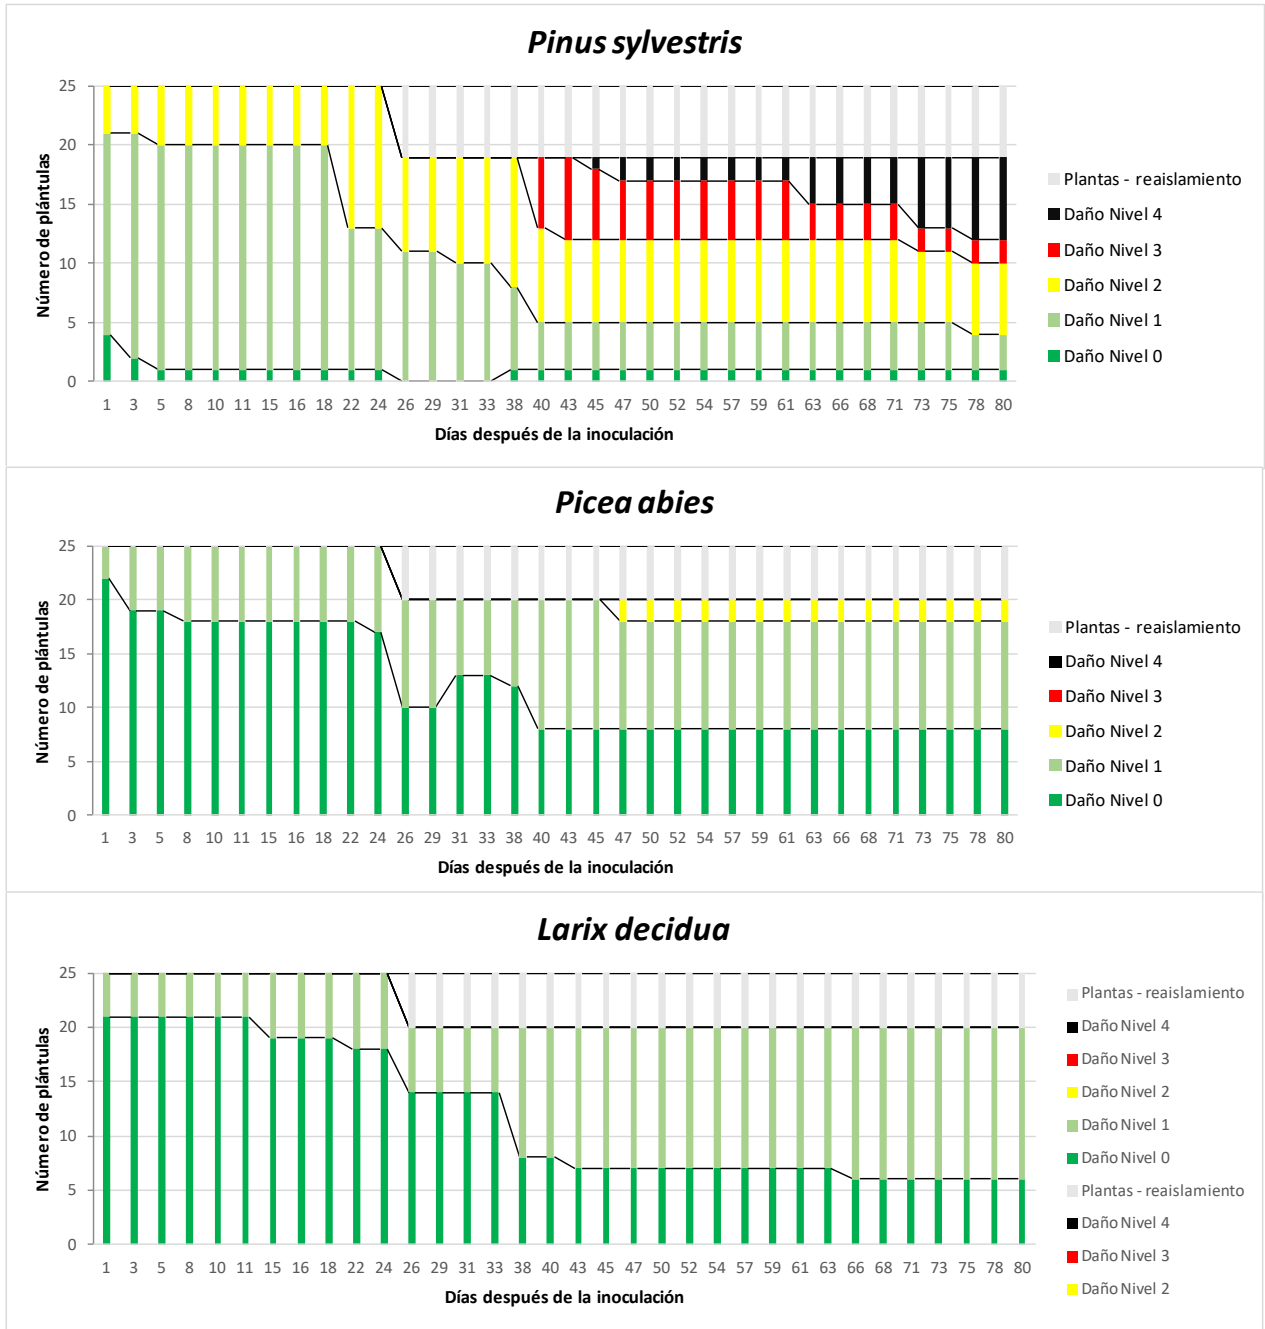 Pinus sylvestris
25
20
15
10
5
0
Número de plántulas
1 3 5 8 10 11 15 16 18 22 24 26 29 31 33 38 40 43 45 47 50 52 54 57 59 61 63 66 68 71 73 75 78 80
Días después de la inoculación
Plantas - reaislamiento
Daño Nivel 4
Daño Nivel 3
Daño Nivel 2
Daño Nivel 1
Daño Nivel 0
Picea abies
25
20
15
10
5
0
Número de plántulas
1 3 5 8 10 11 15 16 18 22 24 26 29 31 33 38 40 43 45 47 50 52 54 57 59 61 63 66 68 71 73 75 78 80
Días después de la inoculación
Plantas - reaislamiento
Daño Nivel 4
Daño Nivel 3
Daño Nivel 2
Daño Nivel 1
Daño Nivel 0
Larix decidua
25
20
15
10
5
0
Número de plántulas
1 3 5 8 10 11 15 16 18 22 24 26 29 31 33 38 40 43 45 47 50 52 54 57 59 61 63 66 68 71 73 75 78 80
Días después de la inoculación
Plantas - reaislamiento
Daño Nivel 4
Daño Nivel 3
Daño Nivel 2
Daño Nivel 1
Daño Nivel 0
Plantas - reaislamiento
Daño Nivel 4
Daño Nivel 3
Daño Nivel 2